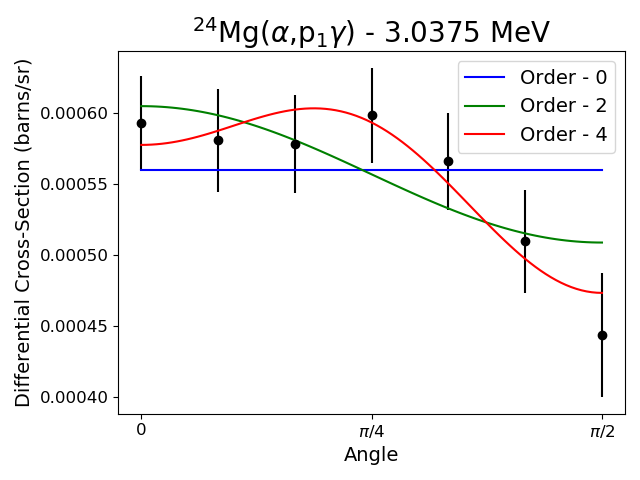 ²⁴Mg(α,p₁γ) - 3.0375 MeV
Differential Cross-Section (barns/sr)
0.00060
0.00055
0.00050
0.00045
0.00040
Order - 0
Order - 2
Order - 4
0
π/4
π/2
Angle